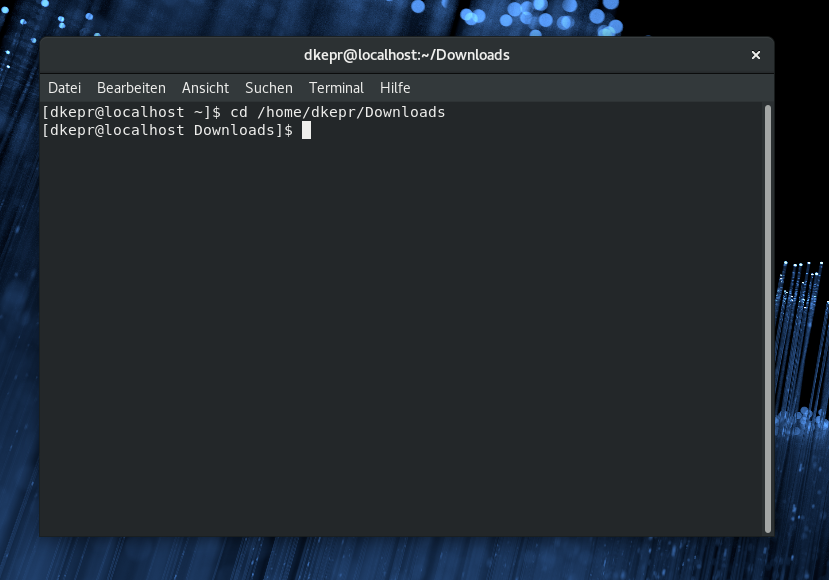 dkepr@localhost:~/Downloads
Datei Bearbeiten Ansicht Suchen Terminal Hilfe
[dkepr@localhost ~]$ cd /home/dkepr/Downloads
[dkepr@localhost Downloads]$